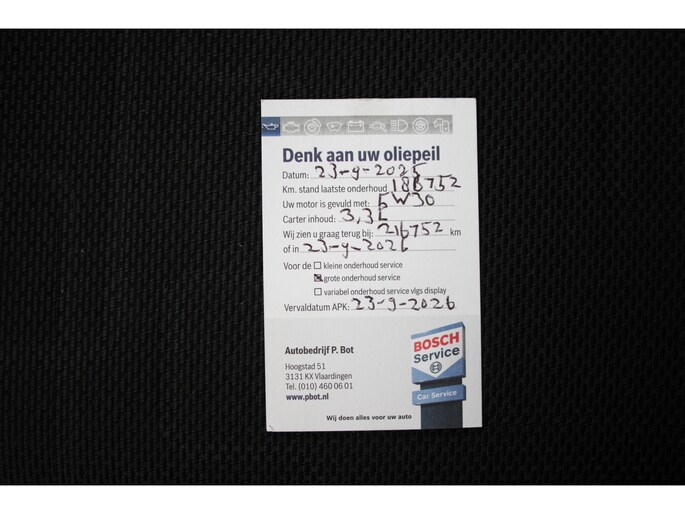 Denk aan uw oliepeil
Datum: 23-9-2025
Km. stand laatste onderhoud 186752
Uw motor is gevuld met: 5W30
Carter inhoud: 3,3L
Wij zien u graag terug bij: 216752 km
of in 23-9-2026
Voor de kleine onderhoud service
grote onderhoud service
variabel onderhoud service vlgs display
Vervaldatum APK: 23-9-2026
Autobedrijf P. Bot
Hoogstad 51
3131 KX Vlaardingen
Tel. (010) 460 06 01
www.pbot.nl
BOSCH
Service
Car Service
Wij doen alles voor uw auto